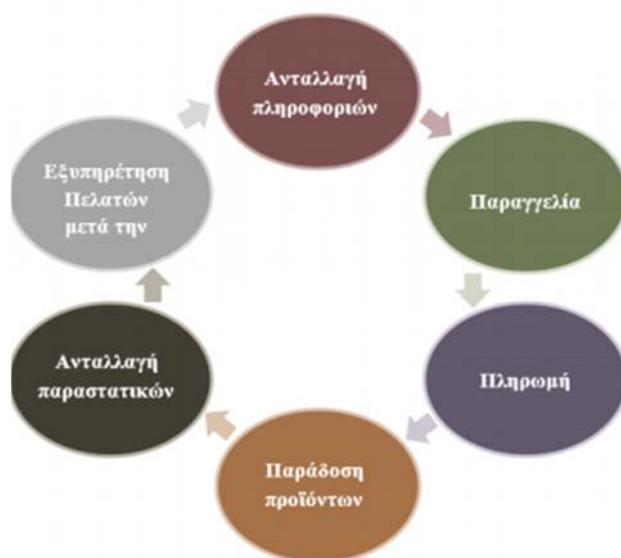 Ανταλλαγή
πληροφοριών
Παραγγελία
Πληρωμή
Παράδοση
προϊόντων
Ανταλλαγή
παραστατικών
Εξυπηρέτηση
Πελατών
μετά την